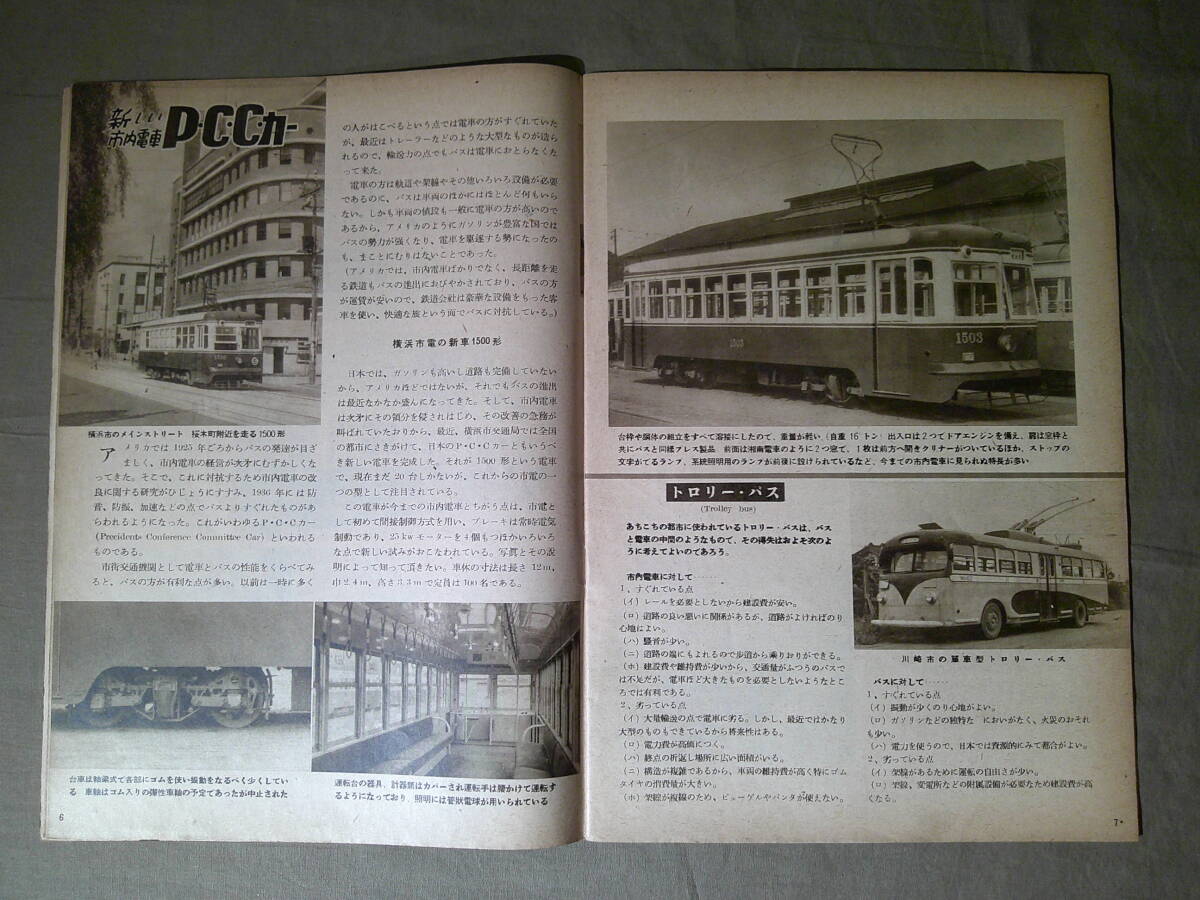 新しい
市内電車
P・C・Cカー
横浜市のメインストリート 桜木町附近を走る1500形
アメリカでは1925年ごろからバスの発達が目ざ
ましく、市内電車の経営が次才にむずかしくな
ってきた。そこで、これに対抗するため市内電車の改
良に関する研究がひじょうにすすみ、1936年には防
音、防振、加速などの点でバスよりすぐれたものがあ
らわれるようになった。これがいわゆるP・C・Cカー
(Precidents Conference Committee Car) といわれる
ものである。
市街交通機関として電車とバスの性能をくらべてみ
ると、バスの方が有利な点が多い。以前は一時に多く
の人がはこべるという点では電車の方がすぐれていた
が、最近はトレーラーなどのような大型なものが造ら
れるので、輸送力の点でもバスは電車におとらなくな
って来た。
電車の方は軌道や架線やその他いろいろ設備が必要
であるのに、バスは車両のほかにはほとんど何もいら
ない。しかも車両の値段も一般に電車の方が高いので
あるから、アメリカのようにガソリンが豊富な国では
バスの勢力が強くなり、電車を駆逐する勢になったの
も、まことにむりはないことであった。
(アメリカでは、市内電車ばかりでなく、長距離を走
る鉄道もバスの進出におびやかされており、バスの方
が運賃が安いので、鉄道会社は豪華な設備をもった客
車を使い、快適な旅という面でバスに対抗している。)
横浜市電の新車1500形
日本では、ガソリンも高いし道路も完備していない
から、アメリカほどではないが、それでもバスの進出
は最近なかなか盛んになってきた。そして、市内電車
は次才にその領分を侵されはじめ、その改善の急務が
叫ばれていたおりから、最近、横浜市交通局では全国
の都市にさきがけて、日本のP・C・Cカーともいうべ
き新しい電車を完成した。それが1500形という電車
で、現在まだ20台しかないが、これからの市電の一
つの型として注目されている。
この電車が今までの市内電車とちがう点は、市電と
して初めて間接制御方式を用い、ブレーキは常時電気
制動であり、25kwモーターを4個もつほかいろいろ
な点で新しい試みがおこなわれている。写真とその説
明によって知って頂きたい。車体の寸法は長さ12m,
巾2.4m,高さ3.3mで定員は100名である。
台車は軸梁式で各部にゴムを使い振動をなるべく少くしてい
る 車輪はゴム入りの弾性車輪の予定であったが中止された
運転台の器具、計器類はカバーされ運転手は腰かけて運転す
るようになっており、照明には管状電球が用いられている
6
1503
1503
台枠や胴体の組立をすべて溶接にしたので、重量が軽い、(自重 16 トン) 出入口は2つでドアエンジンを備え、扉は窓枠と
共にバスと同様プレス製品 前面は湘南電車のように2つ窓で、1枚は前方へ開きクリナーがついているほか、ストップの
文字がでるランプ、系統照明用のランプが前後に設けられているなど、今までの市内電車に見られぬ特長が多い.
トロリー・バス
(Trolley bus)
あちこちの都市に使われているトロリー・バスは、バス
と電車の中間のようなもので、その得失はおよそ次のよ
うに考えてよいのであろう。
市内電車に対して……
1、すぐれている点
(イ) レールを必要としないから建設費が安い。
(ロ) 道路の良い悪いに関係があるが、道路がよければのり
心地はよい。
(ハ) 騒音が少い。
(ニ) 道路の端にもよれるので歩道から乗りおりができる。
(ホ) 建設費や維持費が少いから、交通量がふつうのバスで
は不足だが、電車ほど大きなものを必要としないようなとこ
ろでは有利である。
2、劣っている点
(イ) 大量輸送の点で電車に劣る。しかし、最近ではかなり
大型のものもできているから将来性はある。
(ロ) 電力費が高価につく。
(ハ) 終点の折返し場所に広い面積がいる。
(ニ) 構造が複雑であるから、車両の維持費が高く特にゴム
タイヤの消費量が大きい。
(ホ) 架線が複線のため、ビューゲルやパンタが使えない。
川崎市の単車型トロリー・バス
バスに対して……
1、すぐれている点
(イ) 振動が少くのり心地がよい。
(ロ) ガソリンなどの独特な においがなく、火災のおそれ
も少い。
(ハ) 電力を使うので、日本では資源的にみて都合がよい。
2、劣っている点
(イ) 架線があるために運転の自由さが少い。
(ロ) 架線、変電所などの附属設備が必要なため建設費が高
くなる。
7